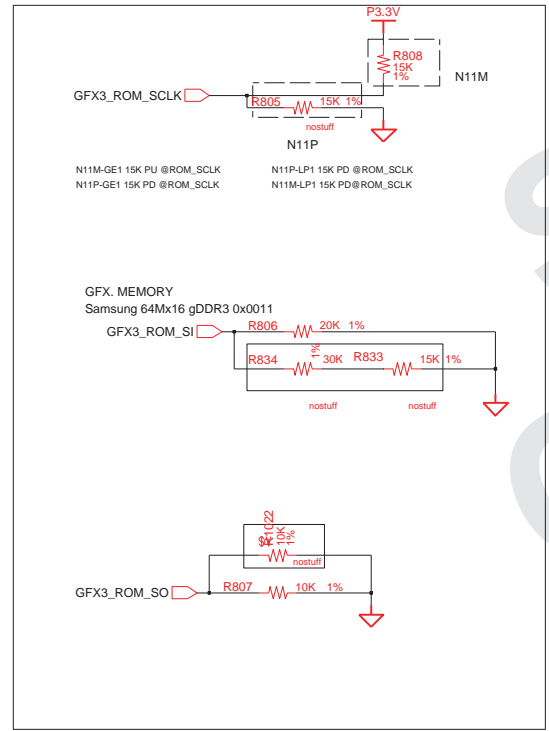 P3.3V
R808
15K
1%
N11M
GFX3_ROM_SCLK
R805 15K 1%
nostuff
N11P
N11M-GE1 15K PU @ROM_SCLK N11P-LP1 15K PD @ROM_SCLK
N11P-GE1 15K PD @ROM_SCLK N11M-LP1 15K PD@ROM_SCLK
GFX. MEMORY
Samsung 64Mx16 gDDR3 0x0011
GFX3_ROM_SI
R806 20K 1%
R834 1% 30K R833 15K 1%
nostuff nostuff
10K
1%
nostuff
GFX3_ROM_SO
R807 10K 1%